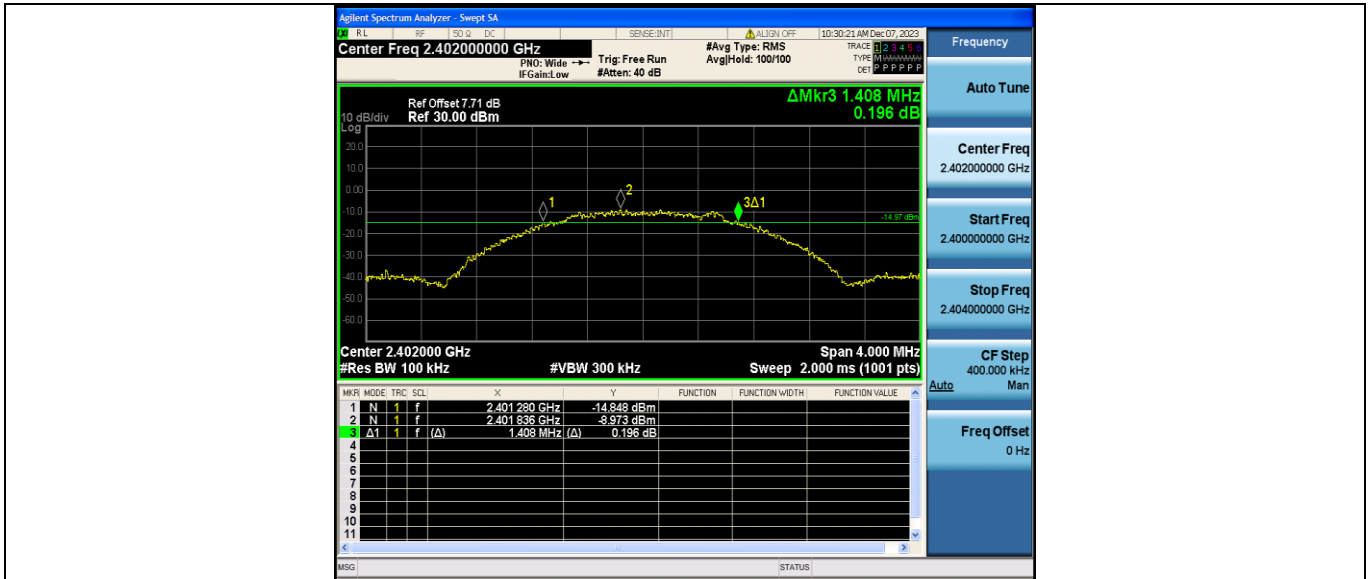 Agilent Spectrum Analyzer - Swept SA
LXI RL RF 50 Ω DC SENSE:INT ALIGN OFF 10:30:21 AM Dec 07, 2023
Center Freq 2.402000000 GHz
PNO: Wide
IFGain:Low
Trig: Free Run
#Atten: 40 dB
#Avg Type: RMS
Avg|Hold: 100/100
TRACE 1 2 3 4 5 6
TYPE M WWWWW
DET P P P P P P
Frequency
Auto Tune
Center Freq
2.402000000 GHz
Start Freq
2.400000000 GHz
Stop Freq
2.404000000 GHz
CF Step
400.000 kHz
Auto Man
Freq Offset
0 Hz
ΔMkr3 1.408 MHz
0.196 dB
Ref Offset 7.71 dB
10 dB/div Ref 30.00 dBm
Log
20.0
10.0
0.00
-10.0
-20.0
-30.0
-40.0
-50.0
-60.0
1
2
3Δ1
-14.97 dBm
Center 2.402000 GHz Span 4.000 MHz
#Res BW 100 kHz #VBW 300 kHz Sweep 2.000 ms (1001 pts)
MKR MODE TRC SCL X Y FUNCTION FUNCTION WIDTH FUNCTION VALUE
1 N 1 f 2.401 280 GHz -14.848 dBm
2 N 1 f 2.401 836 GHz -8.973 dBm
3 Δ1 1 f (Δ) 1.408 MHz (Δ) 0.196 dB
4
5
6
7
8
9
10
11
MSG STATUS